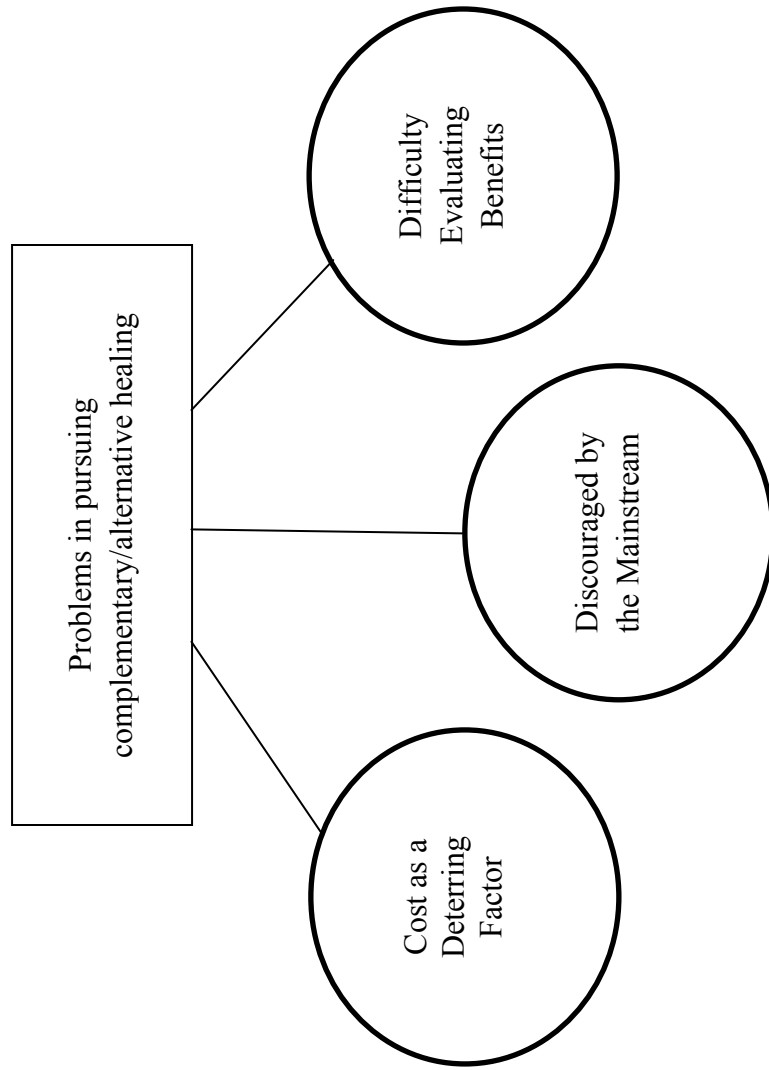 Problems in pursuing
complementary/alternative healing
Cost as a
Deterring
Factor
Discouraged by
the Mainstream
Difficulty
Evaluating
Benefits